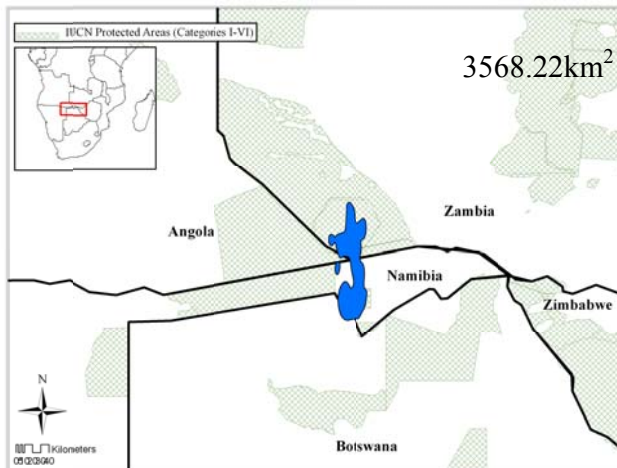 IUCN Protected Areas (Categories I-VI)
3568.22km²
Zambia
Angola
Namibia
Zimbabwe
N
Kilometers
Botswana